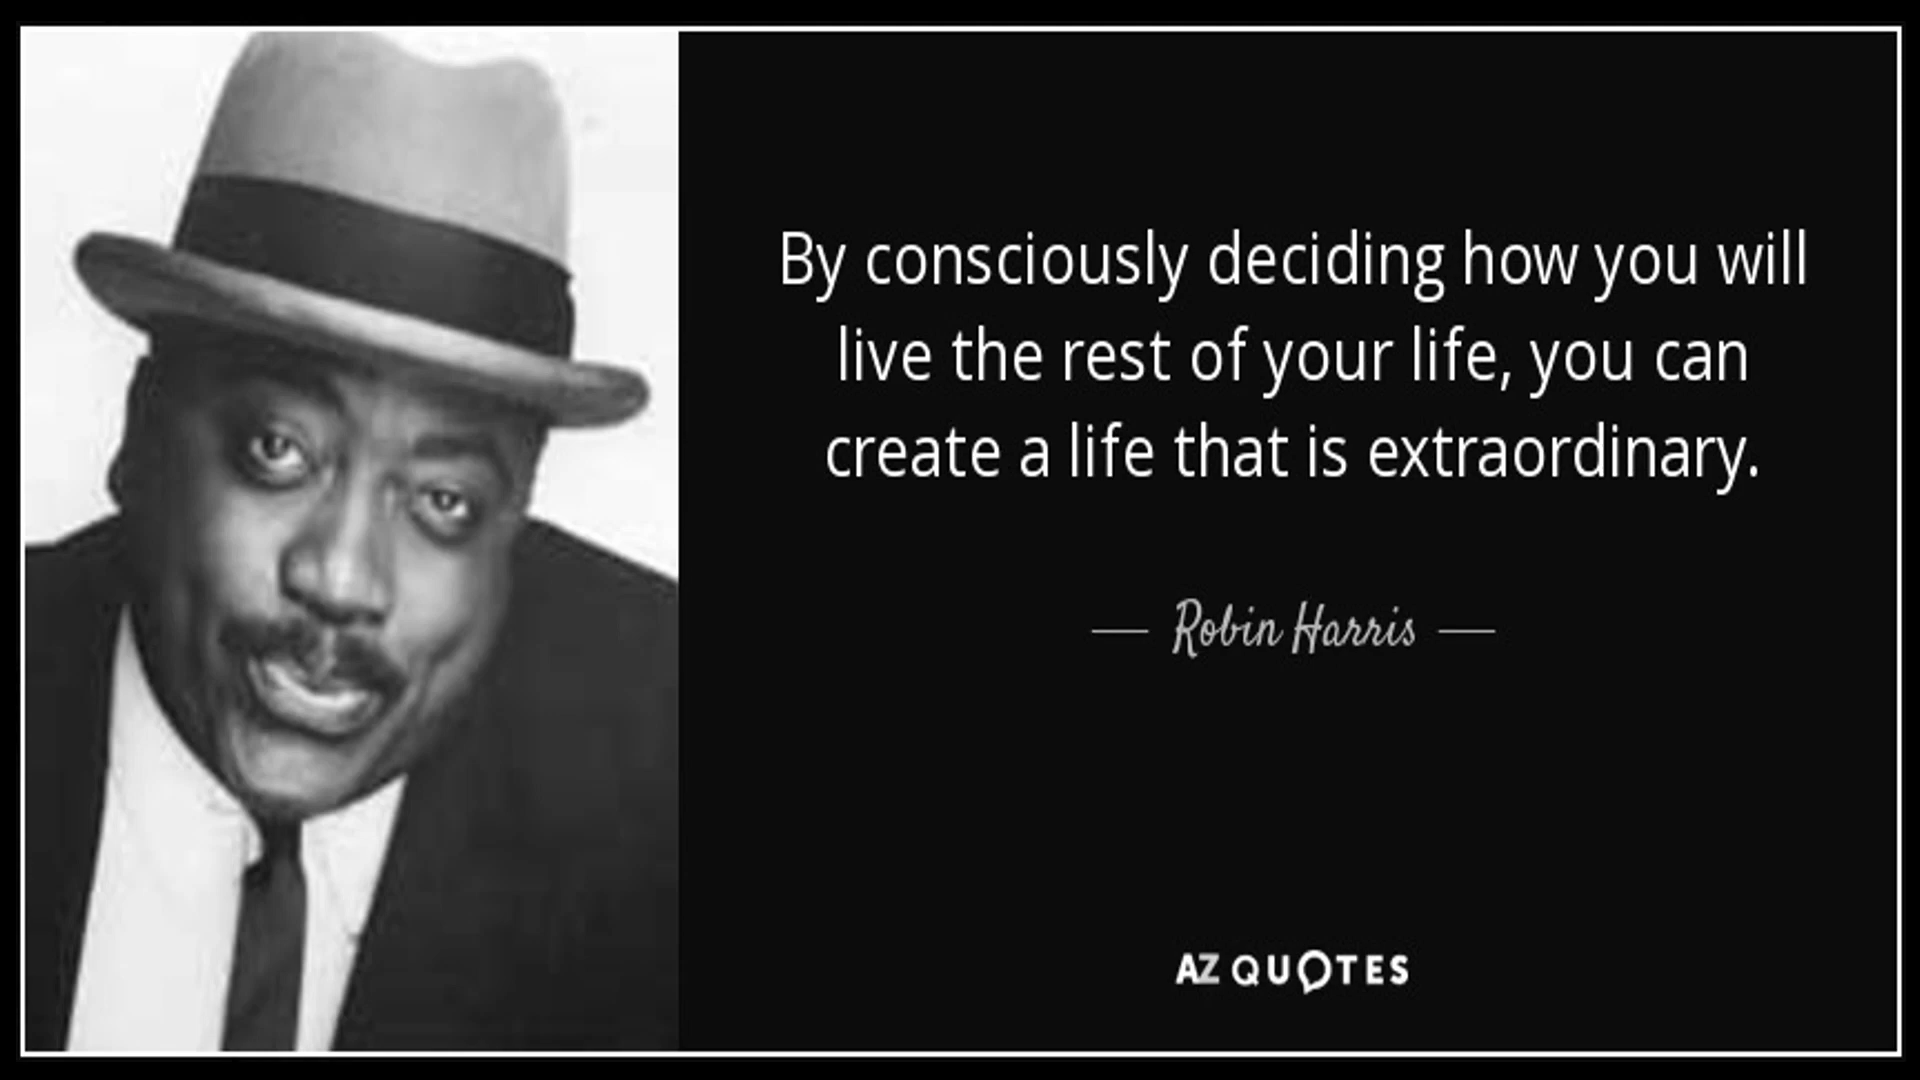 By consciously deciding how you will
live the rest of your life, you can
create a life that is extraordinary.
— Robin Harris —
AZ QUOTES